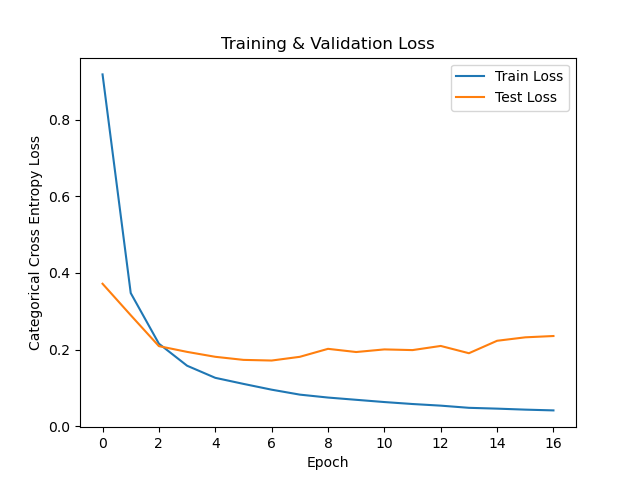 Training & Validation Loss
Train Loss
Test Loss
Categorical Cross Entropy Loss
0.8
0.6
0.4
0.2
0.0
0 2 4 6 8 10 12 14 16
Epoch